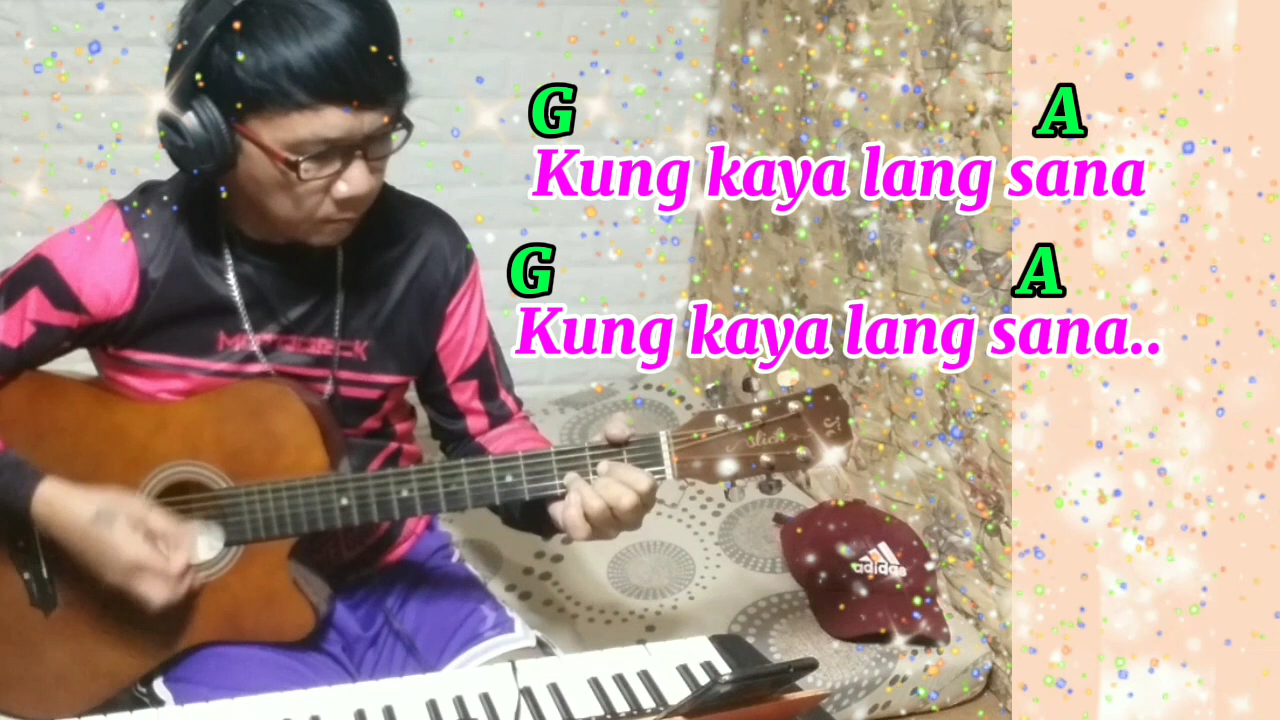 G A
Kung kaya lang sana
G A
Kung kaya lang sana..
adidas